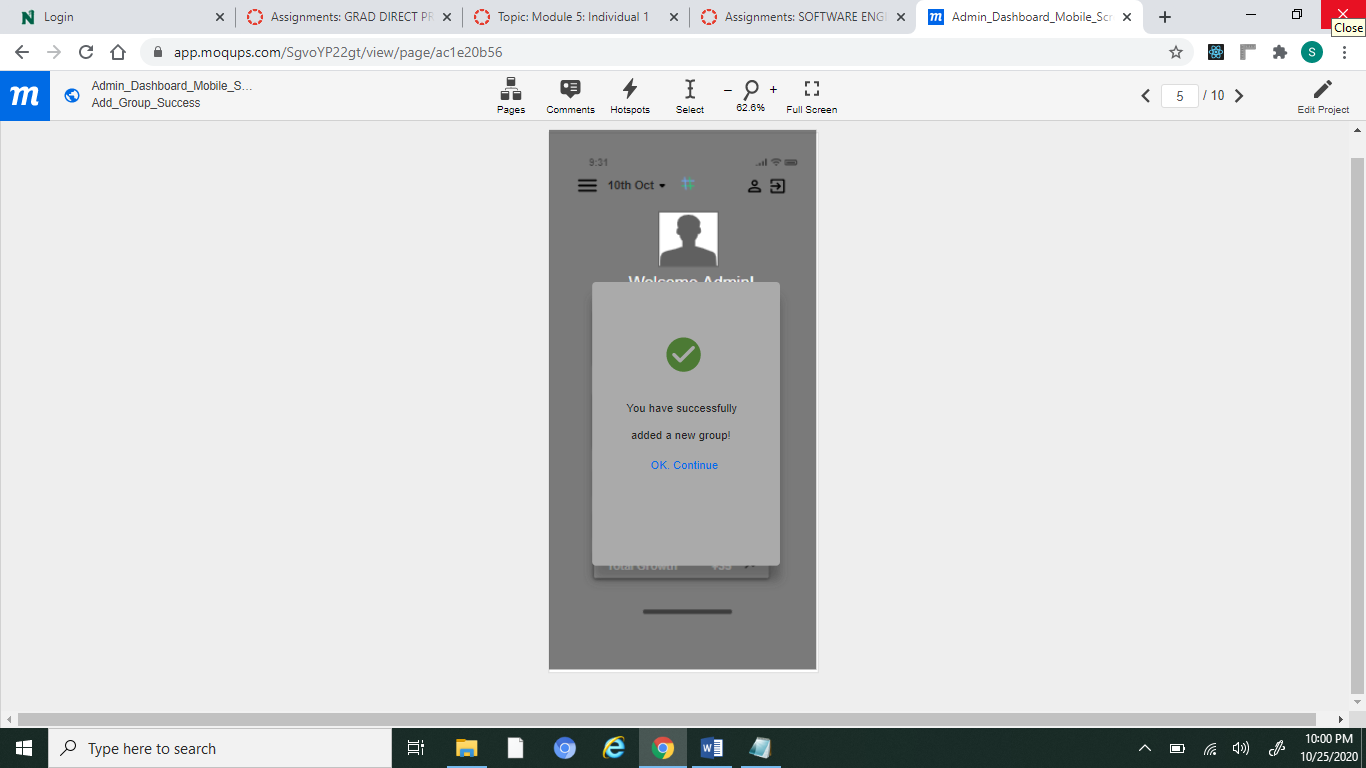 Login
Assignments: GRAD DIRECT PR
Topic: Module 5: Individual 1
Assignments: SOFTWARE ENGI
Admin_Dashboard_Mobile_Scr
Close
app.moqups.com/SgvoYP22gt/view/page/ac1e20b56
S
m
Admin_Dashboard_Mobile_S...
Add_Group_Success
Pages
Comments
Hotspots
Select
62.6%
Full Screen
5 / 10
Edit Project
9:31
10th Oct
Welcome Admin!
You have successfully
added a new group!
OK. Continue
Total Growth +35
Type here to search
10:00 PM
10/25/2020